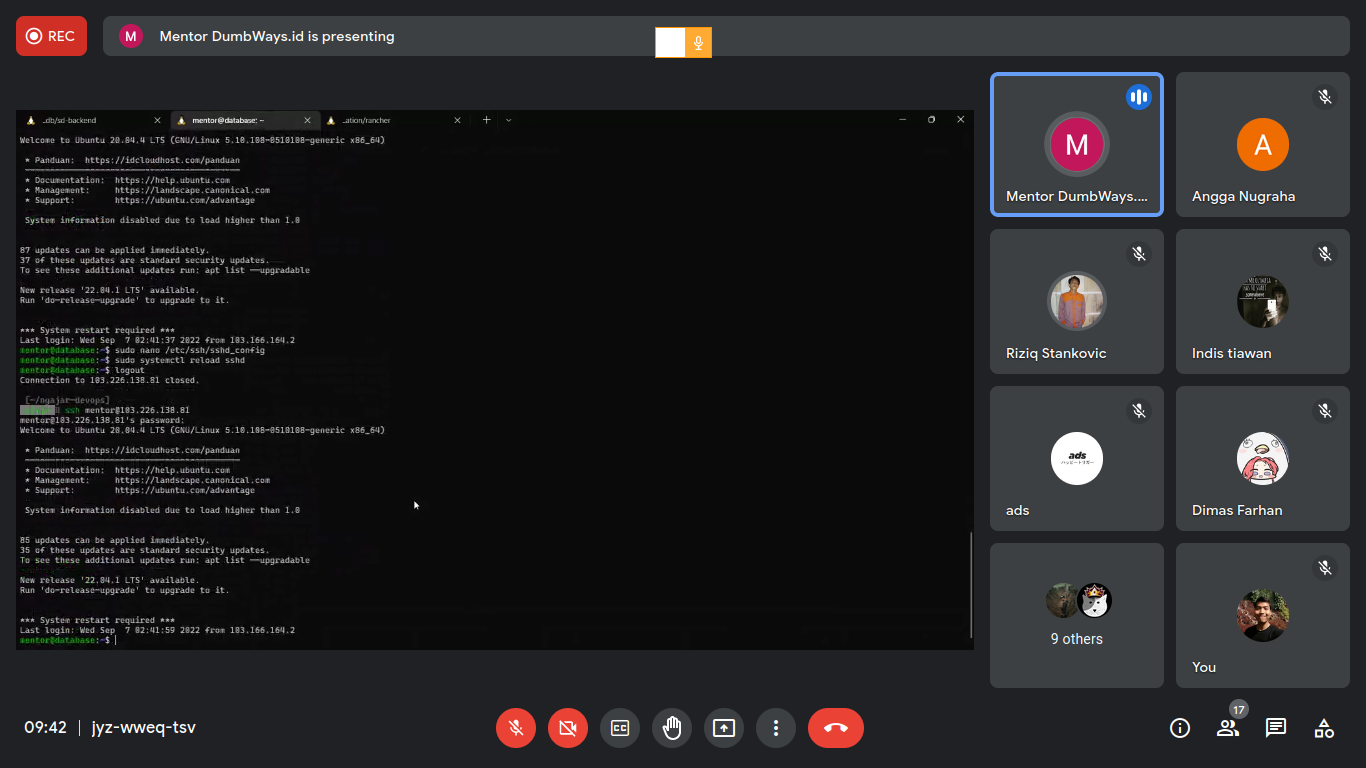 REC
M
Mentor DumbWays.id is presenting
_db/sd-backend
mentor@database: ~
_ation/rancher
Welcome to Ubuntu 20.04.4 LTS (GNU/Linux 5.10.108-0510108-generic x86_64)
* Panduan: https://idcloudhost.com/panduan
* Documentation: https://help.ubuntu.com
* Management: https://landscape.canonical.com
* Support: https://ubuntu.com/advantage
System information disabled due to load higher than 1.0
87 updates can be applied immediately.
37 of these updates are standard security updates.
To see these additional updates run: apt list --upgradable
New release '22.04.1 LTS' available.
Run 'do-release-upgrade' to upgrade to it.
*** System restart required ***
Last login: Wed Sep 7 02:41:37 2022 from 103.166.164.2
mentor@database:~$ sudo nano /etc/ssh/sshd_config
mentor@database:~$ sudo systemctl reload sshd
mentor@database:~$ logout
Connection to 103.226.138.81 closed.
[~/ngajar-devops]
ssh mentor@103.226.138.81
mentor@103.226.138.81's password:
Welcome to Ubuntu 20.04.4 LTS (GNU/Linux 5.10.108-0510108-generic x86_64)
* Panduan: https://idcloudhost.com/panduan
* Documentation: https://help.ubuntu.com
* Management: https://landscape.canonical.com
* Support: https://ubuntu.com/advantage
System information disabled due to load higher than 1.0
85 updates can be applied immediately.
35 of these updates are standard security updates.
To see these additional updates run: apt list --upgradable
New release '22.04.1 LTS' available.
Run 'do-release-upgrade' to upgrade to it.
*** System restart required ***
Last login: Wed Sep 7 02:41:59 2022 from 103.166.164.2
mentor@database:~$
M
Mentor DumbWays....
A
Angga Nugraha
Riziq Stankovic
Indis tiawan
ads
ads
Dimas Farhan
9 others
You
09:42 | jyz-wweq-tsv
CC
17